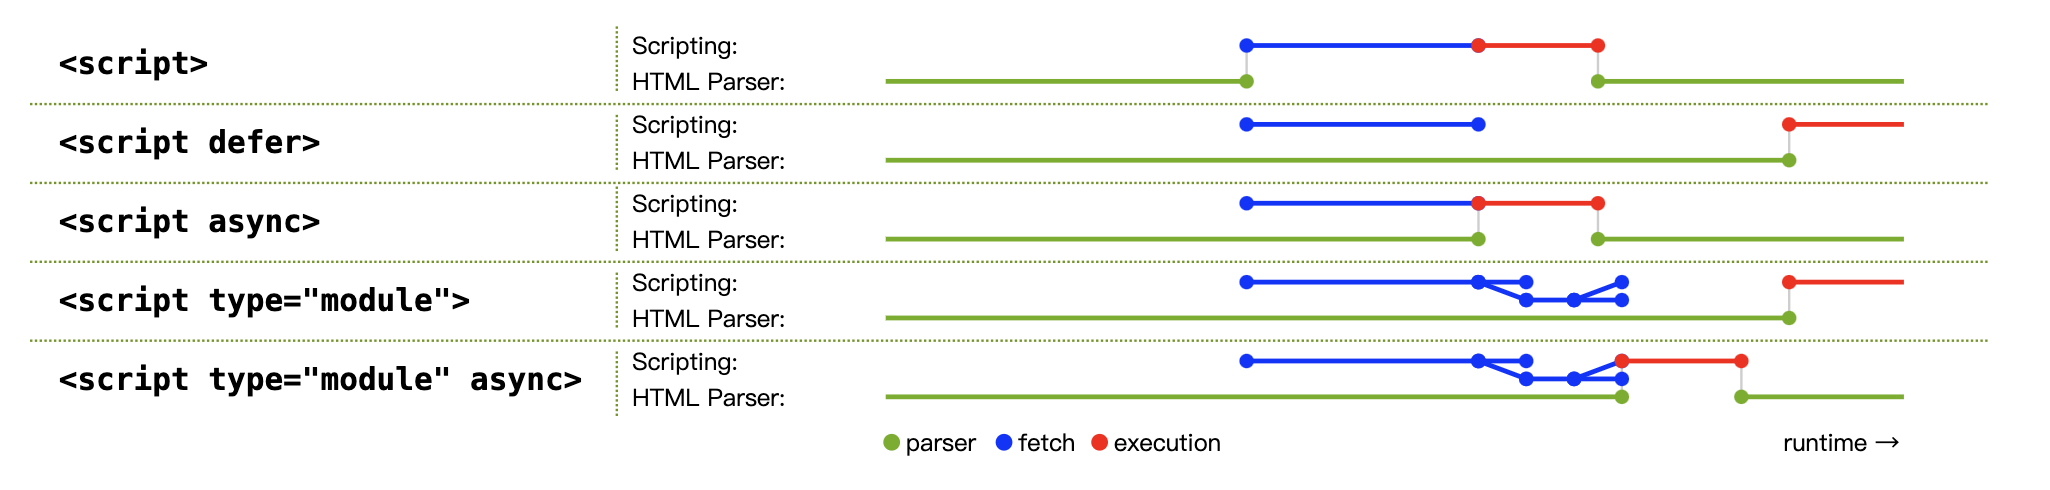 <script>
Scripting:
HTML Parser:
<script defer>
Scripting:
HTML Parser:
<script async>
Scripting:
HTML Parser:
<script type="module">
Scripting:
HTML Parser:
<script type="module" async>
Scripting:
HTML Parser:
parser fetch execution runtime →